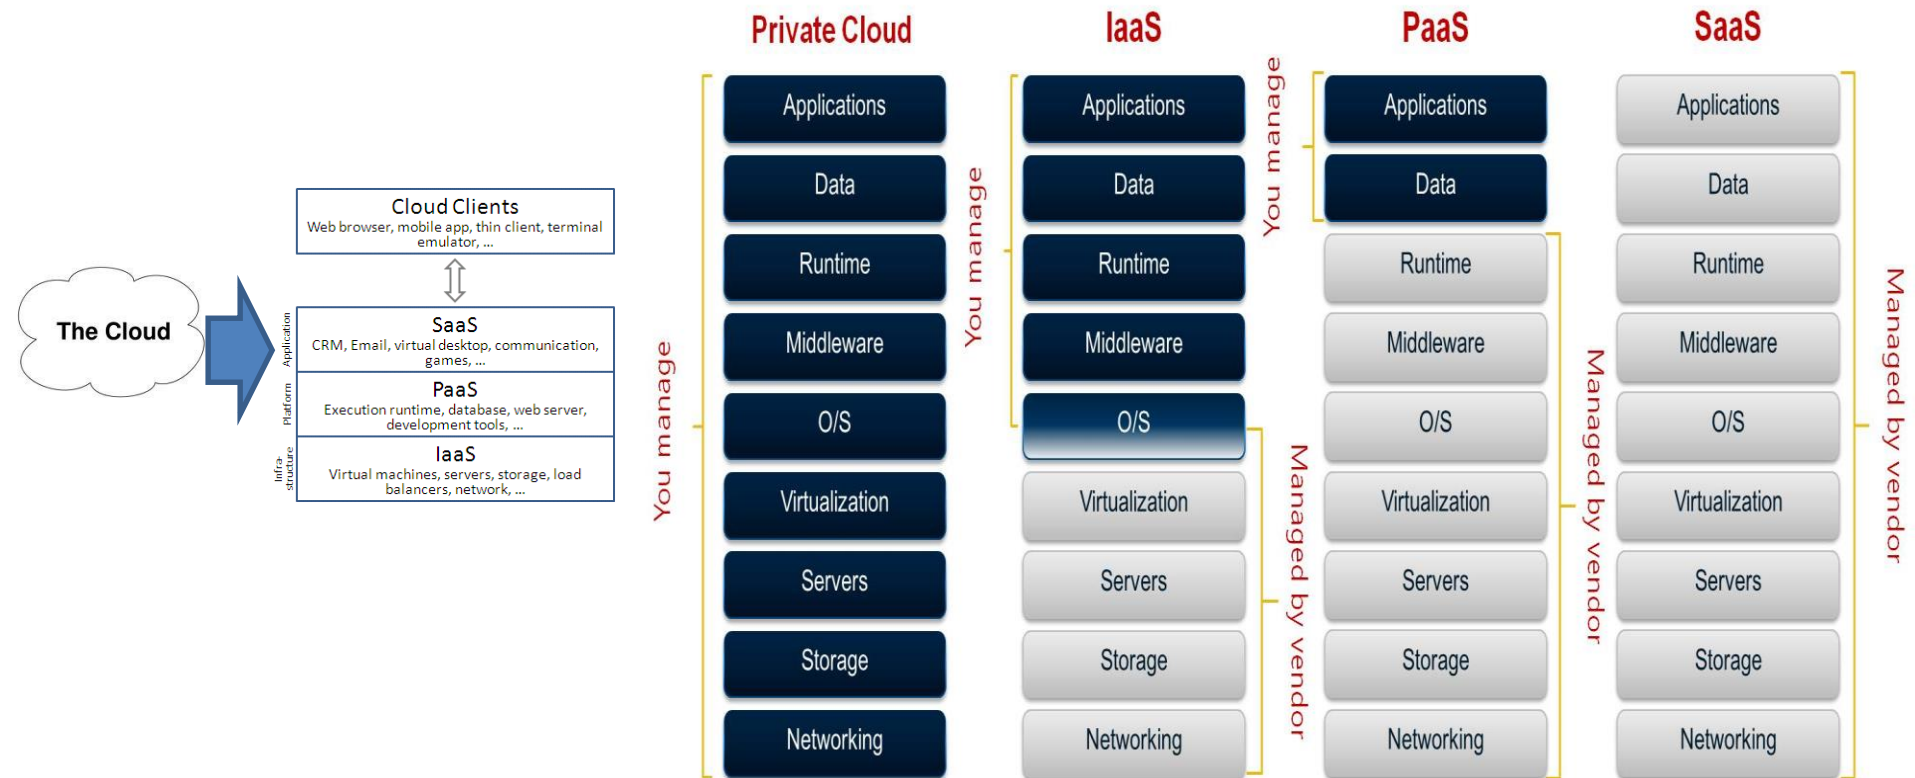 The Cloud
Cloud Clients
Web browser, mobile app, thin client, terminal
emulator, ...
Application
SaaS
CRM, Email, virtual desktop, communication,
games, ...
Platform
PaaS
Execution runtime, database, web server,
development tools, ...
Infra-
structure
IaaS
Virtual machines, servers, storage, load
balancers, network, ...
Private Cloud
You manage
Applications
Data
Runtime
Middleware
O/S
Virtualization
Servers
Storage
Networking
IaaS
You manage
Applications
Data
Runtime
Middleware
O/S
Virtualization
Servers
Storage
Networking
Managed by vendor
PaaS
You manage
Applications
Data
Runtime
Middleware
O/S
Virtualization
Servers
Storage
Networking
Managed by vendor
SaaS
Applications
Data
Runtime
Middleware
O/S
Virtualization
Servers
Storage
Networking
Managed by vendor